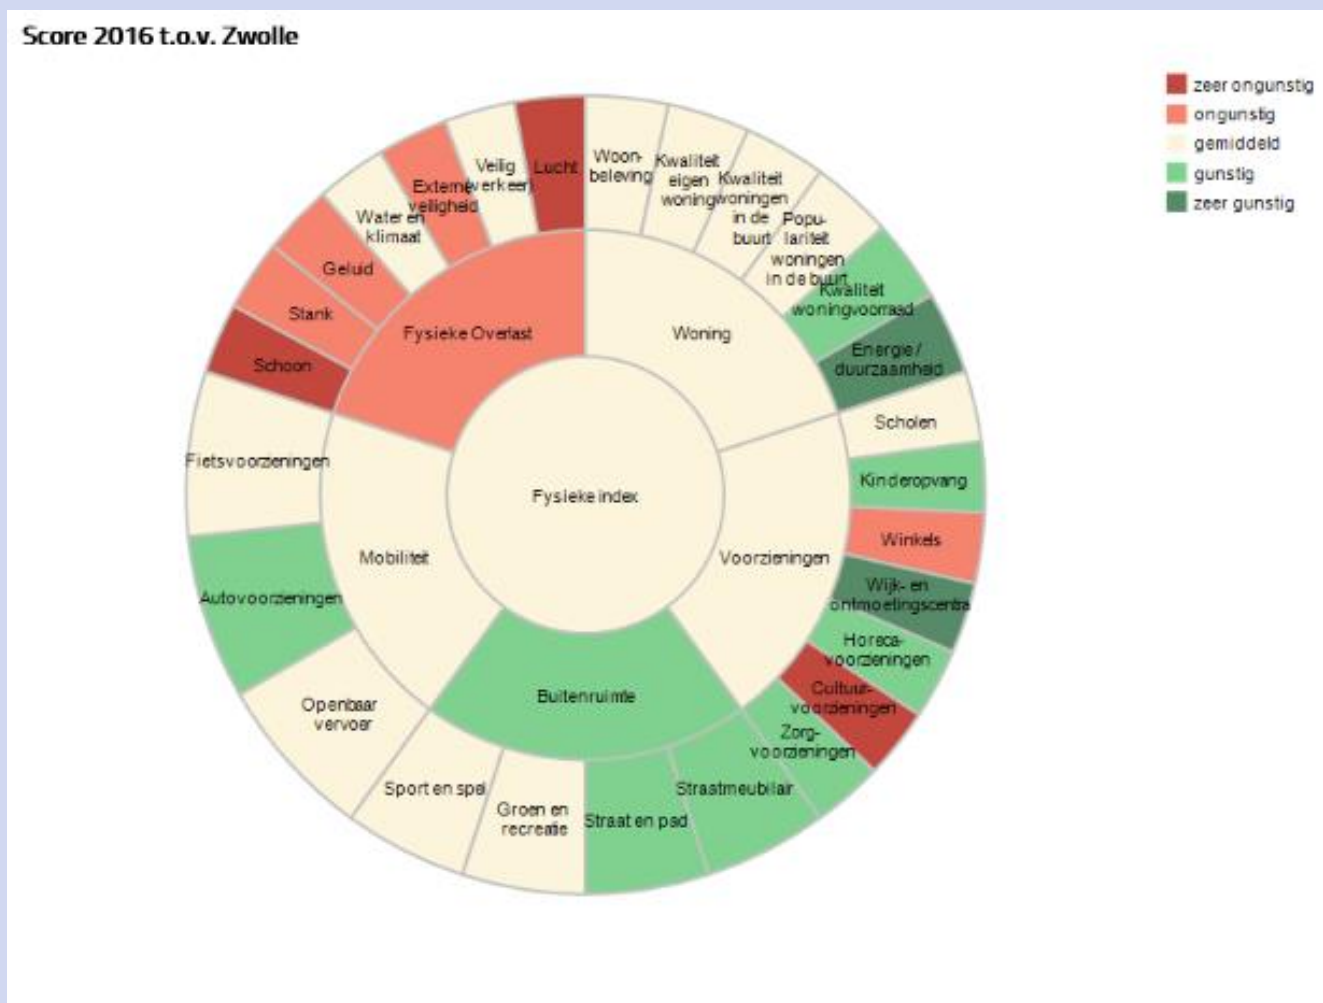 Score 2016 t.o.v. Zwolle
zeer ongunstig
ongunstig
gemiddeld
gunstig
zeer gunstig
Woon-
beleving
Kwaliteit
eigen
woning
Kwaliteit
woningen
in de
buurt
Popu-
lariteit
woningen
in de buurt
Kwaliteit
woningvoorraad
Energie /
duurzaamheid
Scholen
Kinderopvang
Winkels
Wijk- en
ontmoetingscentra
Horeca-
voorzieningen
Cultuur-
voorzieningen
Zorg-
voorzieningen
Straatmeubilair
Straat en pad
Groen en
recreatie
Sport en spel
Openbaar
vervoer
Autovoorzieningen
Fietsvoorzieningen
Schoon
Stank
Geluid
Water en
klimaat
Externe
veiligheid
Veilig
(verkeer)
Lucht
Fysieke Overlast
Woning
Fysieke index
Mobiliteit
Voorzieningen
Buitenruimte